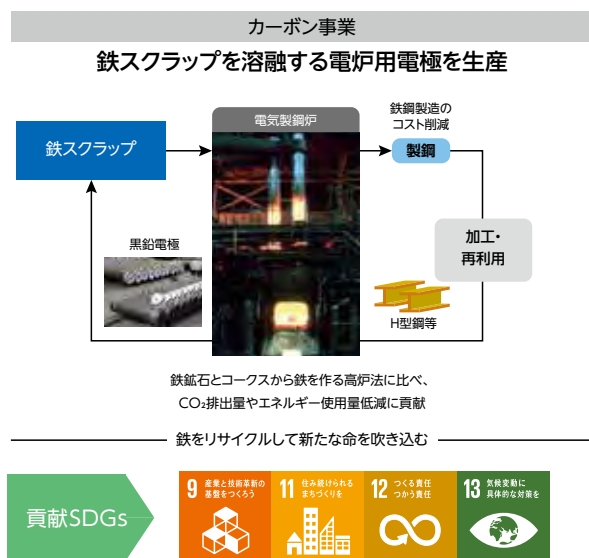 カーボン事業
鉄スクラップを溶融する電炉用電極を生産
鉄スクラップ
電気製鋼炉
鉄鋼製造の
コスト削減
製鋼
加工・
再利用
黒鉛電極
H型鋼等
鉄鉱石とコークスから鉄を作る高炉法に比べ、
CO₂排出量やエネルギー使用量低減に貢献
鉄をリサイクルして新たな命を吹き込む
貢献SDGs
9 産業と技術革新の
基盤をつくろう
11 住み続けられる
まちづくりを
12 つくる責任
つかう責任
13 気候変動に
具体的な対策を